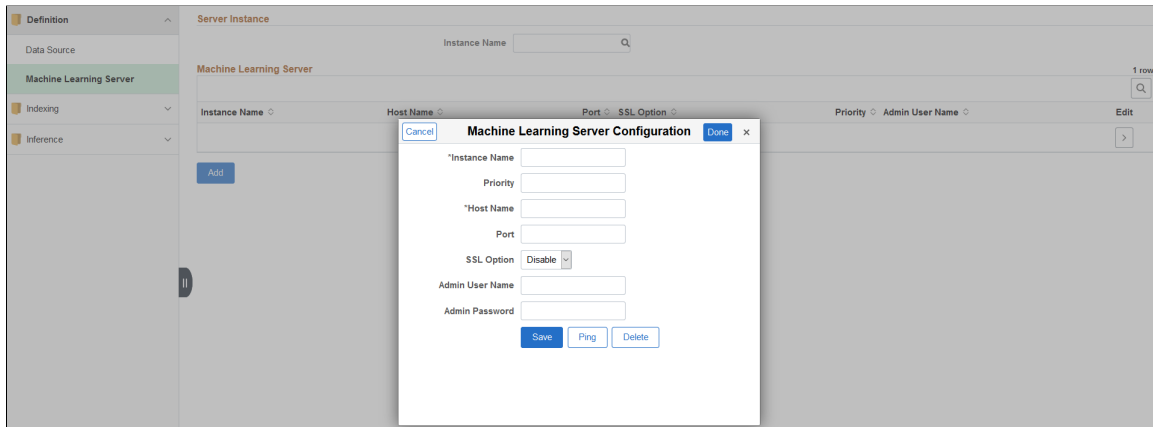 Definition
Data Source
Machine Learning Server
Indexing
Inference
Server Instance
Instance Name
Machine Learning Server
1 row
Instance Name Host Name Port SSL Option Priority Admin User Name Edit
Add
Cancel Machine Learning Server Configuration Done ×
*Instance Name
Priority
*Host Name
Port
SSL Option Disable
Admin User Name
Admin Password
Save Ping Delete